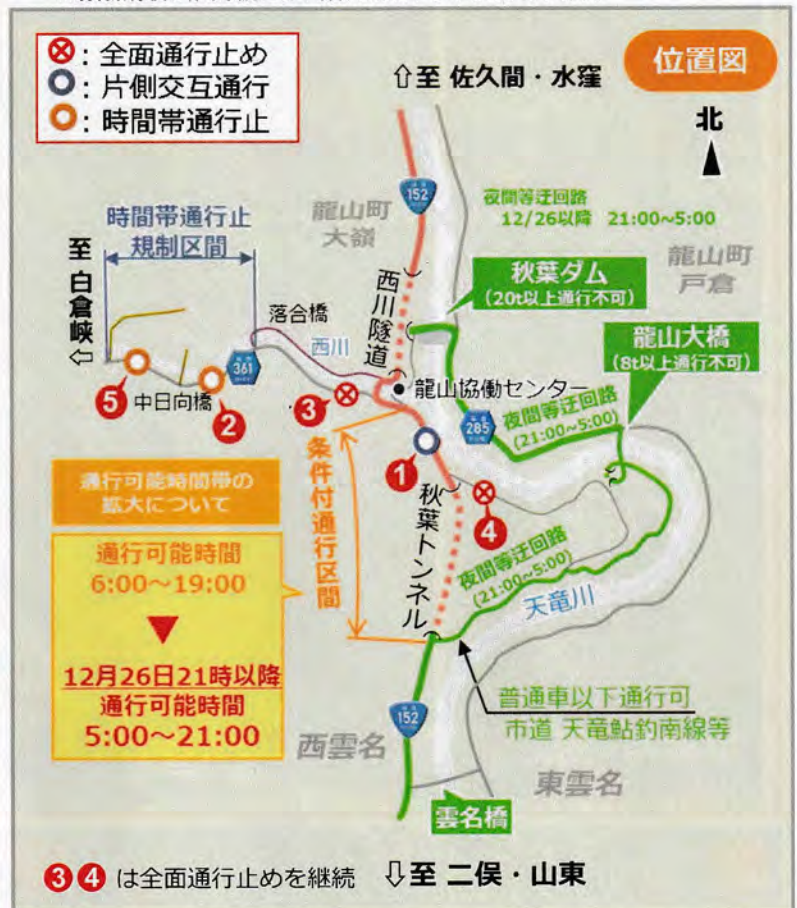 ⊗：全面通行止め
○：片側交互通行
○：時間帯通行止
位置図
⇧至 佐久間・水窪
北
152
龍山町
大嶺
夜間等迂回路
12/26以降 21:00~5:00
龍山町
戸倉
時間帯通行止
規制区間
至 白倉峡
⇦
秋葉ダム
(20t以上通行不可)
西川隧道
落合橋
西川
龍山大橋
(8t以上通行不可)
361
5
中日向橋
2
3
龍山協働センター
285
夜間等迂回路
(21:00~5:00)
1
条件付通行区間
秋葉トンネル
4
通行可能時間帯の
拡大について
通行可能時間
6:00～19:00
▼
12月26日21時以降
通行可能時間
5:00～21:00
夜間等迂回路
(21:00~5:00)
天竜川
152
普通車以下通行可
市道 天竜鮎釣南線等
西雲名
東雲名
雲名橋
3 4 は全面通行止めを継続
⇩至 二俣・山東